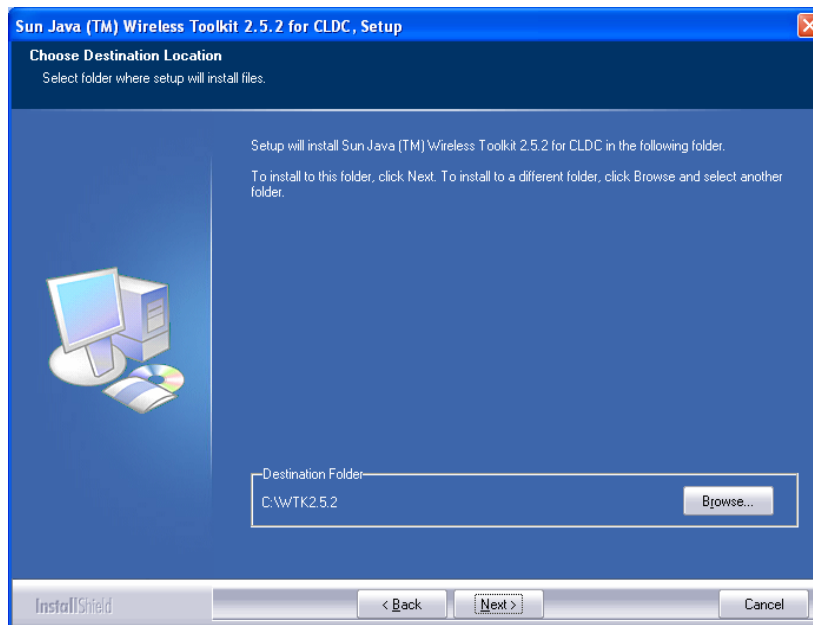 Sun Java (TM) Wireless Toolkit 2.5.2 for CLDC, Setup
Choose Destination Location
Select folder where setup will install files.
Setup will install Sun Java (TM) Wireless Toolkit 2.5.2 for CLDC in the following folder.
To install to this folder, click Next. To install to a different folder, click Browse and select another
folder.
Destination Folder
C:\WTK2.5.2
Browse...
InstallShield
< Back
Next >
Cancel